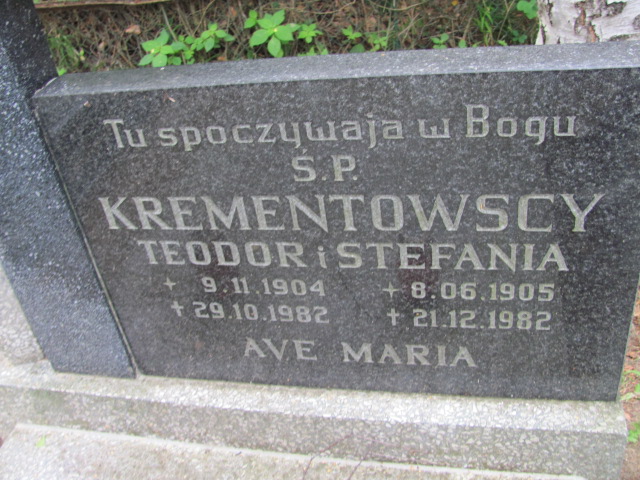 Tu spoczywaja w Bogu
Ś.P.
KREMENTOWSCY
TEODOR i STEFANIA
+ 9.11.1904 + 8.06.1905
† 29.10.1982 † 21.12.1982
AVE MARIA